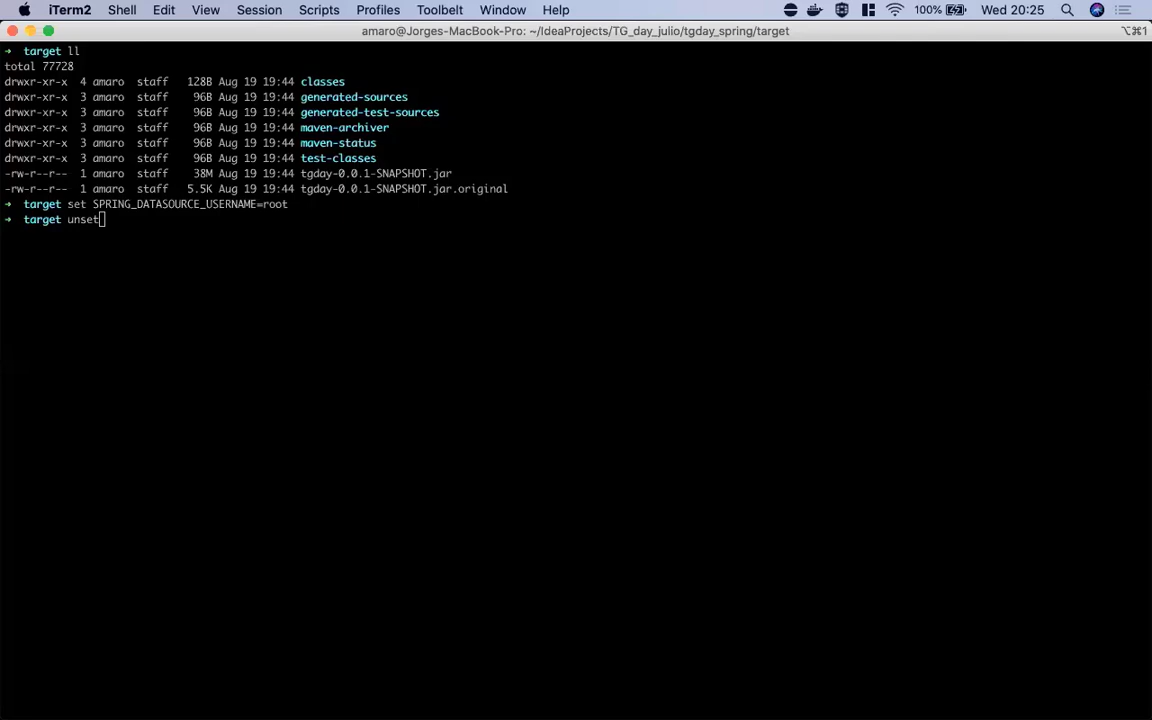 iTerm2 Shell Edit View Session Scripts Profiles Toolbelt Window Help 100% Wed 20:25
amaro@Jorges-MacBook-Pro: ~/IdeaProjects/TG_day_julio/tgday_spring/target ⌥⌘1
➜ target ll
total 77728
drwxr-xr-x 4 amaro staff 128B Aug 19 19:44 classes
drwxr-xr-x 3 amaro staff 96B Aug 19 19:44 generated-sources
drwxr-xr-x 3 amaro staff 96B Aug 19 19:44 generated-test-sources
drwxr-xr-x 3 amaro staff 96B Aug 19 19:44 maven-archiver
drwxr-xr-x 3 amaro staff 96B Aug 19 19:44 maven-status
drwxr-xr-x 3 amaro staff 96B Aug 19 19:44 test-classes
-rw-r--r-- 1 amaro staff 38M Aug 19 19:44 tgday-0.0.1-SNAPSHOT.jar
-rw-r--r-- 1 amaro staff 5.5K Aug 19 19:44 tgday-0.0.1-SNAPSHOT.jar.original
➜ target set SPRING_DATASOURCE_USERNAME=root
➜ target unset